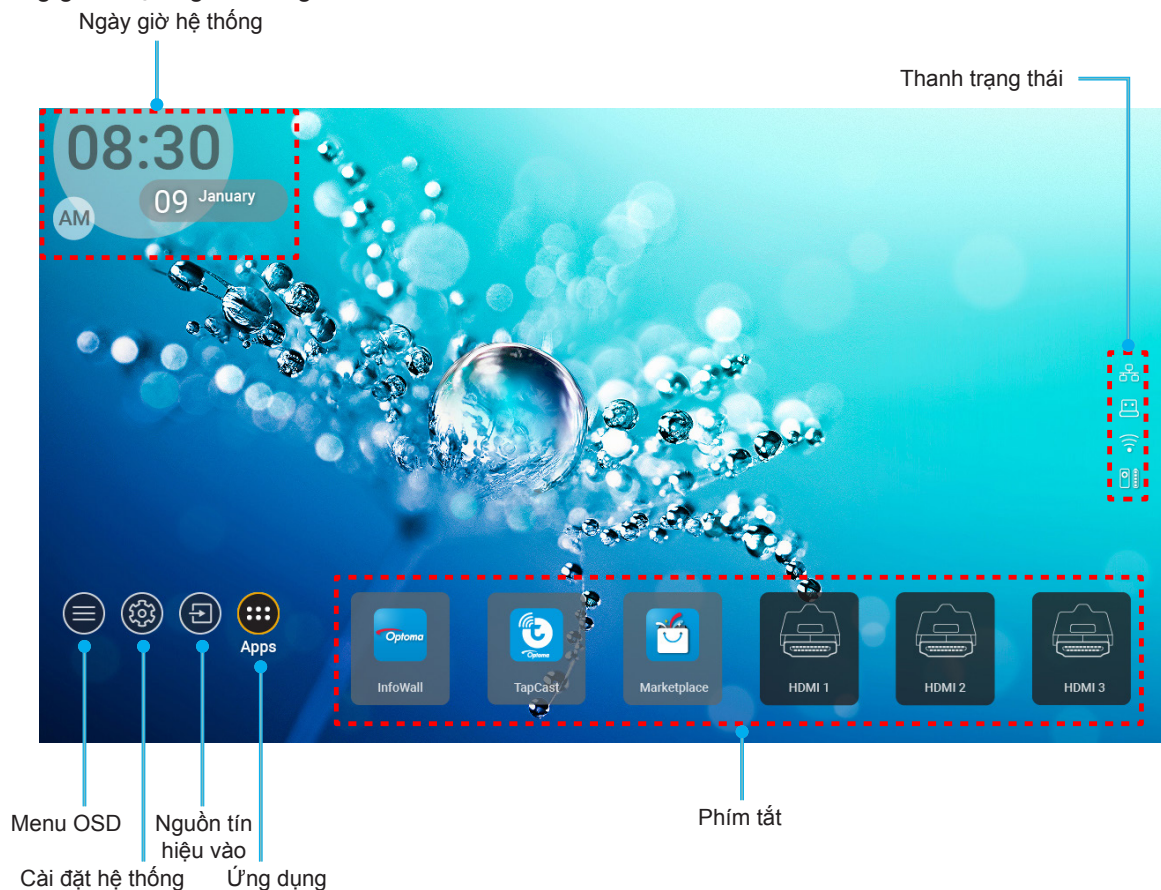 Ngày giờ hệ thống
Thanh trạng thái
08:30
09 January
AM
Apps
Optoma
InfoWall
Optoma
TapCast
Marketplace
HDMI 1
HDMI 2
HDMI 3
Menu OSD
Nguồn tín
hiệu vào
Phím tắt
Cài đặt hệ thống
Ứng dụng